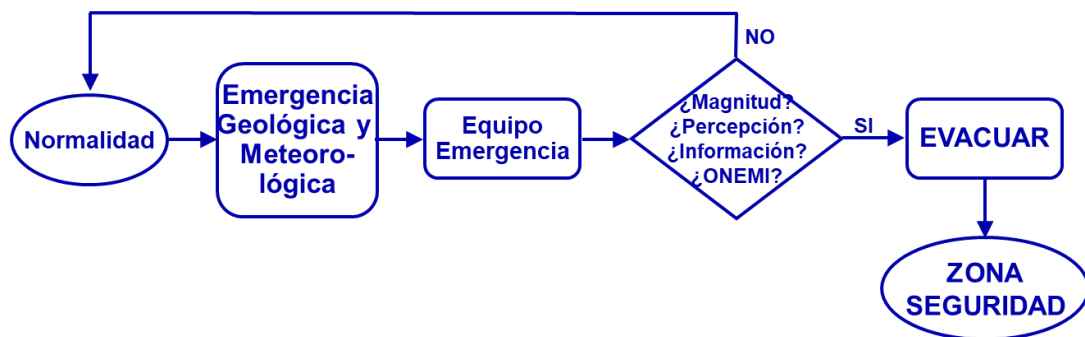 NO
Normalidad
Emergencia
Geológica y
Meteoro-
lógica
Equipo
Emergencia
¿Magnitud?
¿Percepción?
¿Información?
¿ONEMI?
SI
EVACUAR
ZONA
SEGURIDAD